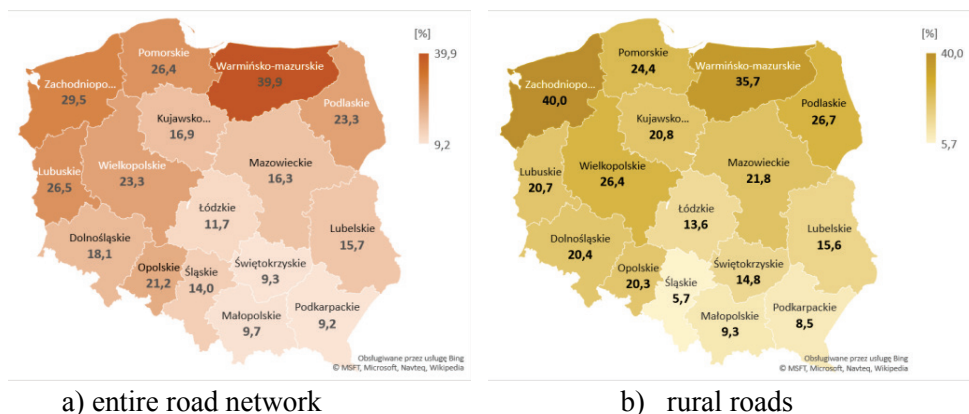 [%]
39,9
9,2
Pomorskie
26,4
Warmińsko-mazurskie
39,9
Zachodniopo...
29,5
Podlaskie
23,3
Kujawsko...
16,9
Mazowieckie
16,3
Wielkopolskie
23,3
Lubuskie
26,5
Łódzkie
11,7
Lubelskie
15,7
Dolnośląskie
18,1
Opolskie
21,2
Śląskie
14,0
Świętokrzyskie
9,3
Podkarpackie
9,2
Małopolskie
9,7
Obsługiwane przez usługę Bing
© MSFT, Microsoft, Navteq, Wikipedia
a) entire road network
[%]
40,0
5,7
Pomorskie
24,4
Warmińsko-mazurskie
35,7
Zachodniopo...
40,0
Podlaskie
26,7
Kujawsko...
20,8
Mazowieckie
21,8
Wielkopolskie
26,4
Lubuskie
20,7
Łódzkie
13,6
Lubelskie
15,6
Dolnośląskie
20,4
Opolskie
20,3
Śląskie
5,7
Świętokrzyskie
14,8
Podkarpackie
8,5
Małopolskie
9,3
Obsługiwane przez usługę Bing
© MSFT, Microsoft, Navteq, Wikipedia
b) rural roads